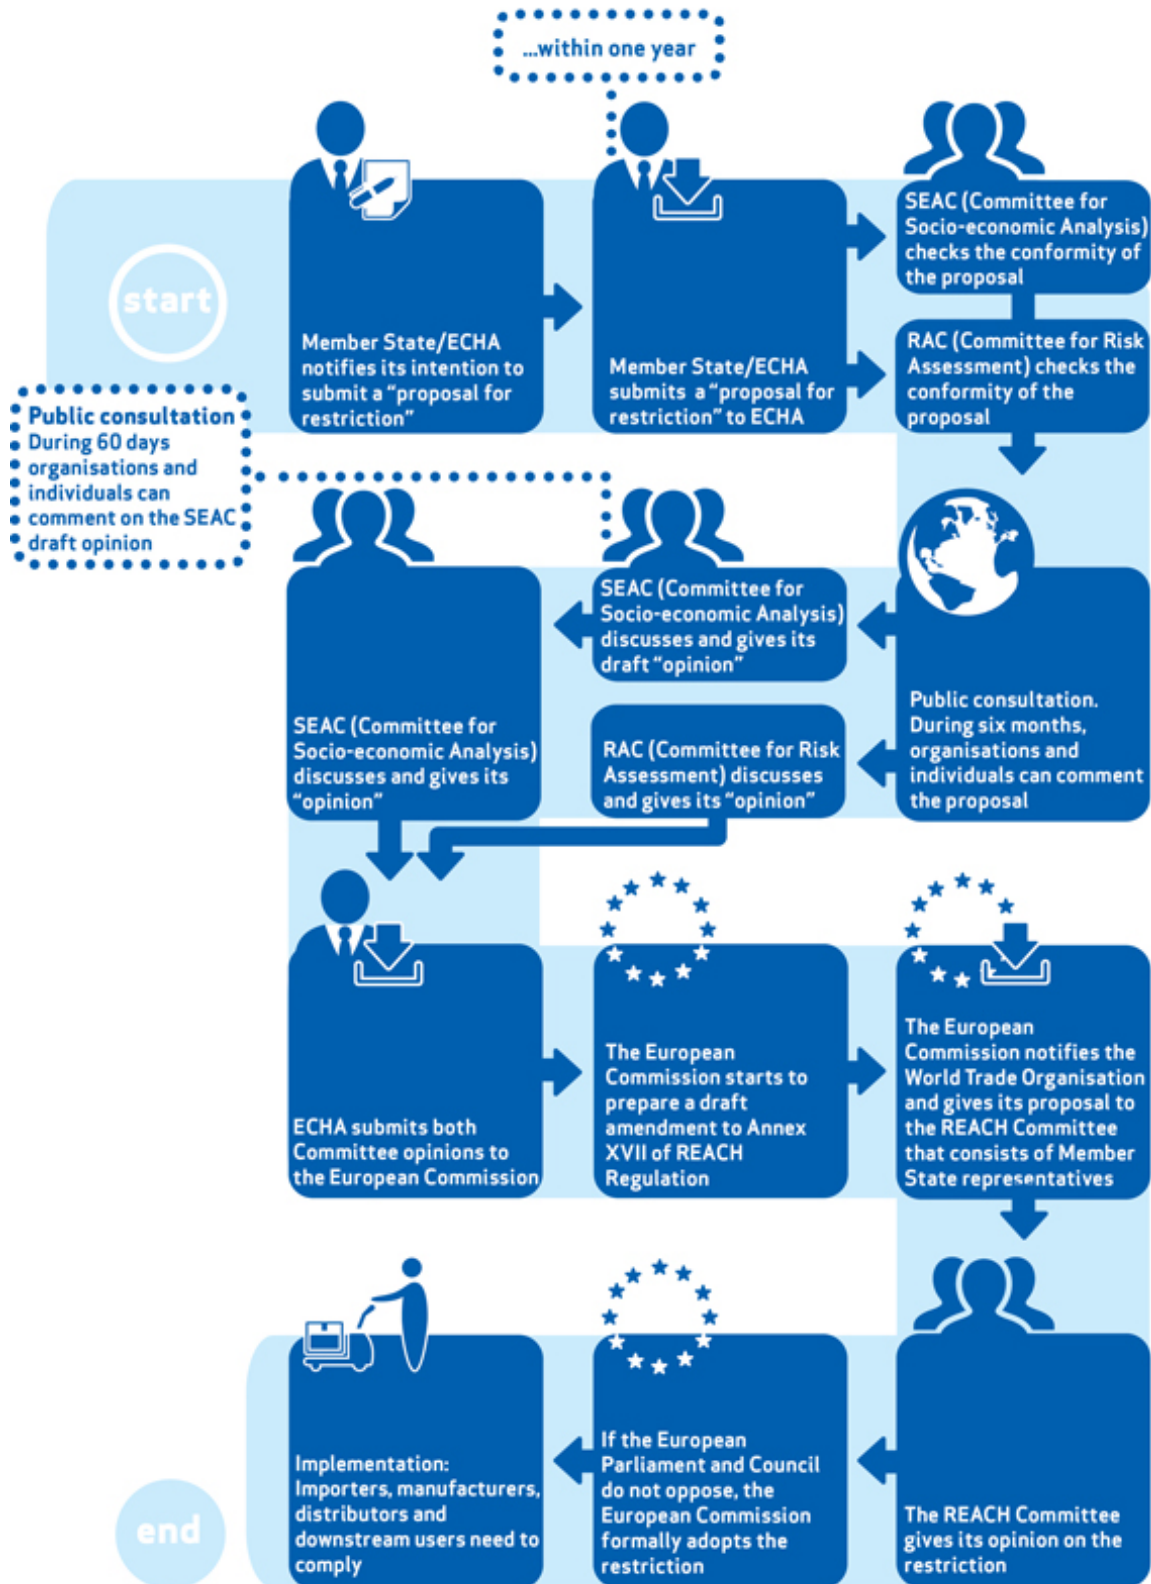 ...within one year
start
Member State/ECHA
notifies its intention to
submit a “proposal for
restriction”
Member State/ECHA
submits a “proposal for
restriction” to ECHA
SEAC (Committee for
Socio-economic Analysis)
checks the conformity of
the proposal
RAC (Committee for Risk
Assessment) checks the
conformity of the
proposal
Public consultation
During 60 days
organisations and
individuals can
comment on the SEAC
draft opinion
Public consultation.
During six months,
organisations and
individuals can comment
the proposal
SEAC (Committee for
Socio-economic Analysis)
discusses and gives its
draft “opinion”
RAC (Committee for Risk
Assessment) discusses
and gives its “opinion”
SEAC (Committee for
Socio-economic Analysis)
discusses and gives its
“opinion”
ECHA submits both
Committee opinions to
the European Commission
The European
Commission starts to
prepare a draft
amendment to Annex
XVII of REACH
Regulation
The European
Commission notifies the
World Trade Organisation
and gives its proposal to
the REACH Committee
that consists of Member
State representatives
The REACH Committee
gives its opinion on the
restriction
If the European
Parliament and Council
do not oppose, the
European Commission
formally adopts the
restriction
Implementation:
Importers, manufacturers,
distributors and
downstream users need to
comply
end